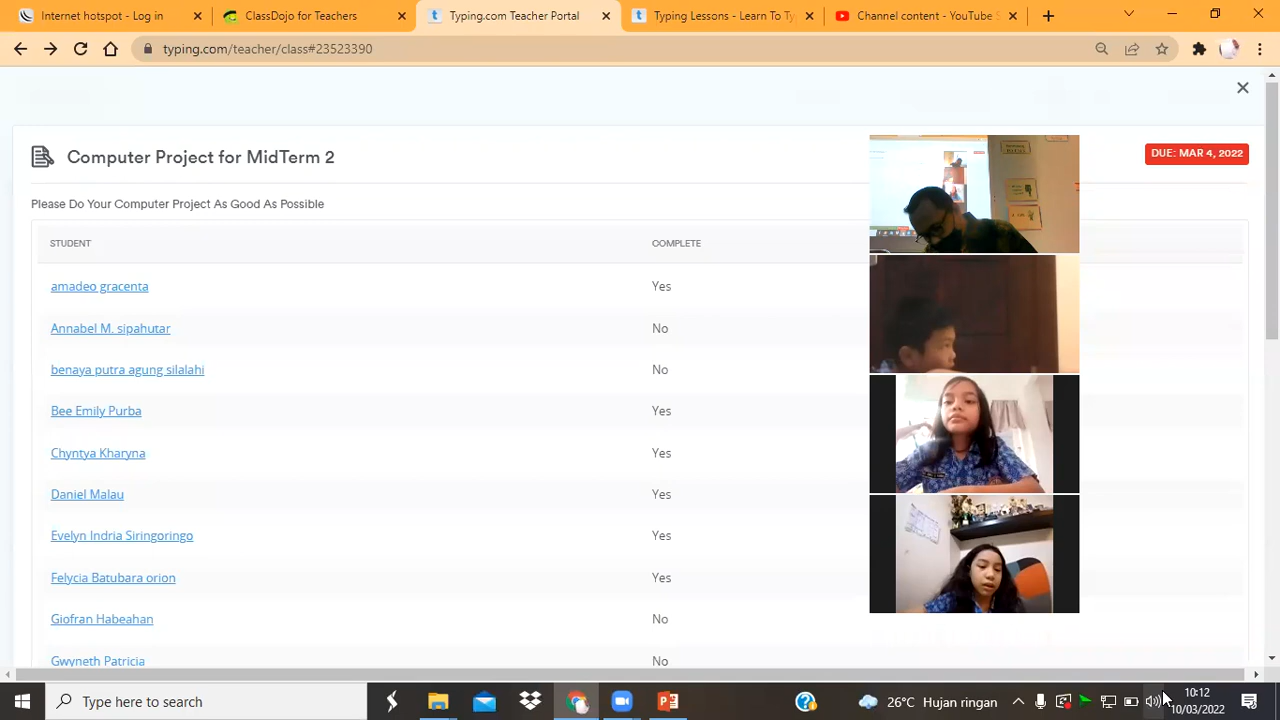 Internet hotspot - Log in
ClassDojo for Teachers
Typing.com Teacher Portal
Typing Lessons - Learn To Ty
Channel content - YouTube S
typing.com/teacher/class#23523390
Computer Project for MidTerm 2
DUE: MAR 4, 2022
Please Do Your Computer Project As Good As Possible
STUDENT COMPLETE
amadeo gracenta Yes
Annabel M. sipahutar No
benaya putra agung silalahi No
Bee Emily Purba Yes
Chyntya Kharyna Yes
Daniel Malau Yes
Evelyn Indria Siringoringo Yes
Felycia Batubara orion Yes
Giofran Habeahan No
Gwyneth Patricia No
Type here to search
26°C Hujan ringan
10:12
10/03/2022